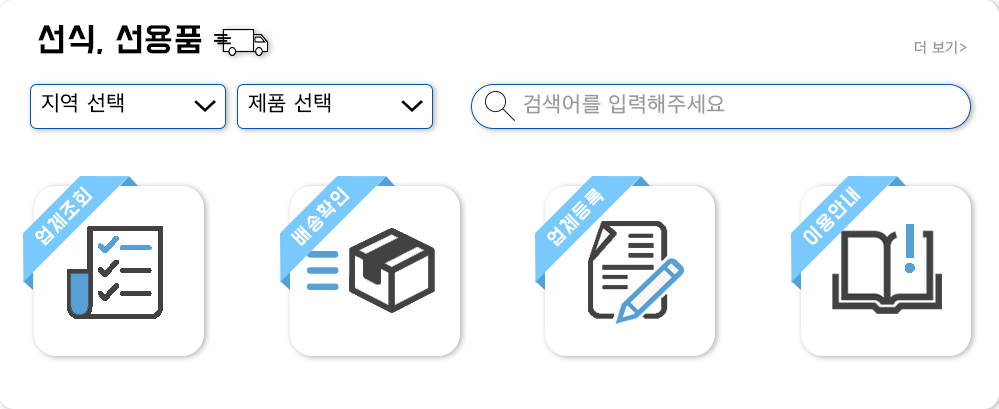 선식, 선용품
더 보기>
지역 선택
제품 선택
검색어를 입력해주세요
업체조회
배송확인
업체등록
이용안내